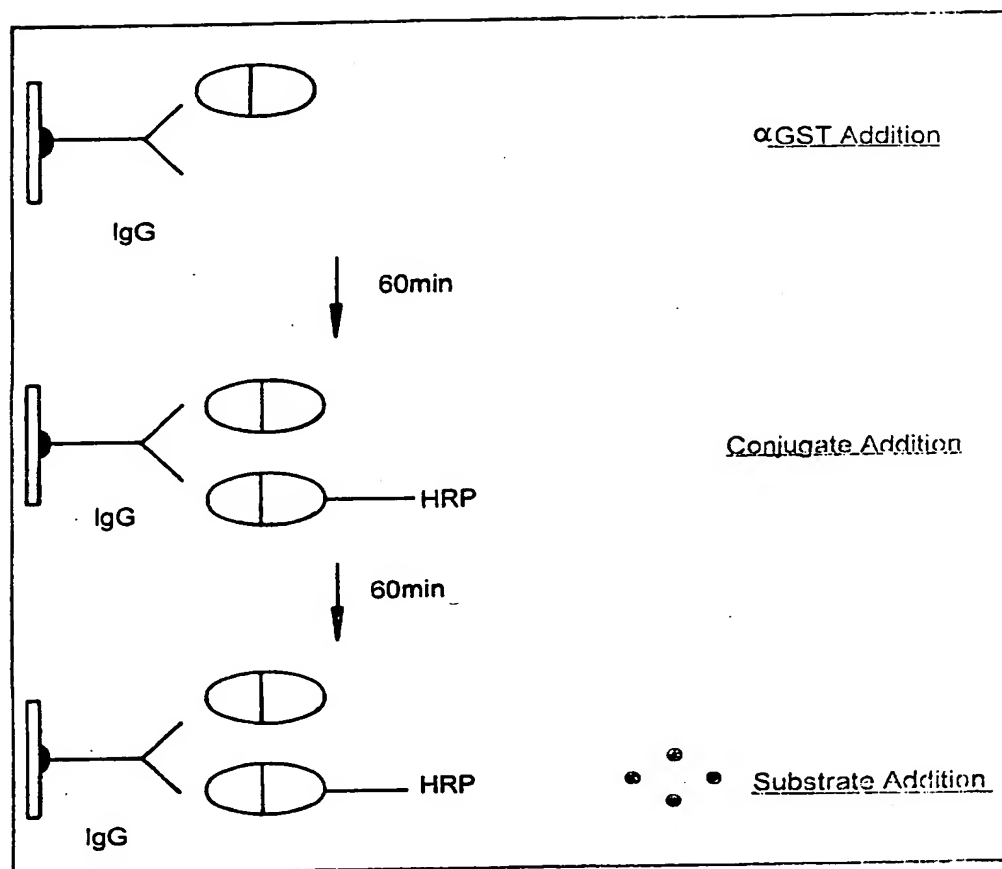 αGST Addition
IgG
60min
Conjugate Addition
HRP
IgG
60min
HRP
Substrate Addition
IgG